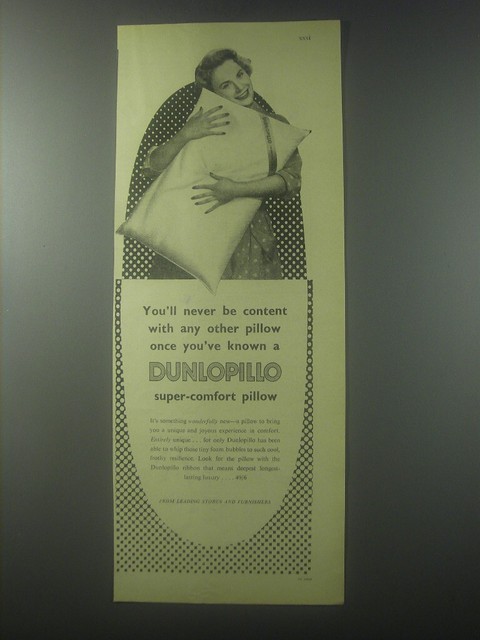 You'll never be content
with any other pillow
once you've known a
DUNLOPILLO
super-comfort pillow
It's something wonderfully new—a pillow to bring
you a unique and joyous experience in comfort.
Entirely unique . . . for only Dunlopillo has been
able to whip those tiny foam bubbles to such cool,
buoyant resilience. Look for the pillow with the
Dunlopillo ribbon that means deepest longest-
lasting luxury . . . .
FROM LEADING STORES AND FURNISHERS